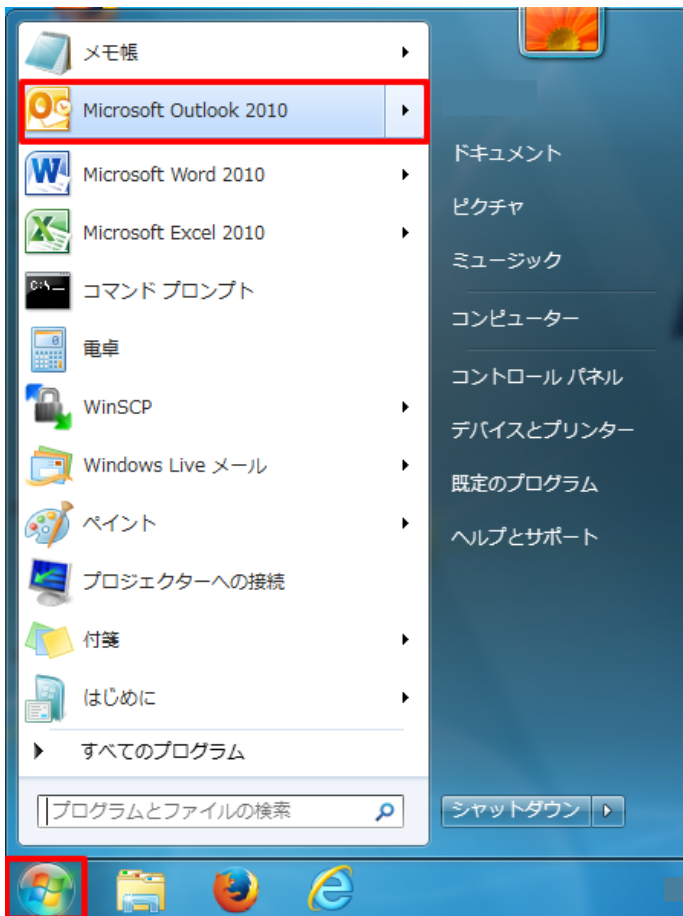 メモ帳
Microsoft Outlook 2010
Microsoft Word 2010
Microsoft Excel 2010
C:\_
コマンド プロンプト
電卓
WinSCP
Windows Live メール
ペイント
プロジェクターへの接続
付箋
はじめに
すべてのプログラム
プログラムとファイルの検索
ドキュメント
ピクチャ
ミュージック
コンピューター
コントロール パネル
デバイスとプリンター
既定のプログラム
ヘルプとサポート
シャットダウン